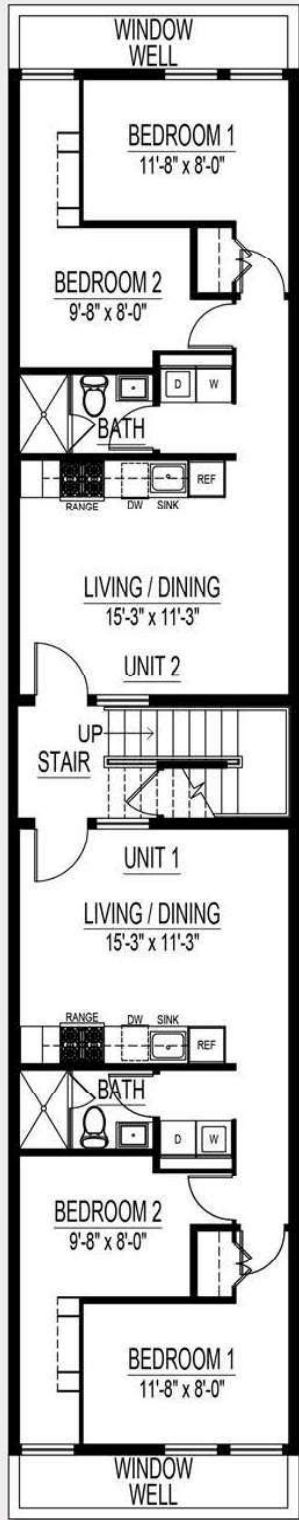 WINDOW
WELL
BEDROOM 1
11'-8" x 8'-0"
BEDROOM 2
9'-8" x 8'-0"
D W
BATH
RANGE DW SINK REF
LIVING / DINING
15'-3" x 11'-3"
UNIT 2
UP
STAIR
UNIT 1
LIVING / DINING
15'-3" x 11'-3"
RANGE DW SINK
REF
BATH
D W
BEDROOM 2
9'-8" x 8'-0"
BEDROOM 1
11'-8" x 8'-0"
WINDOW
WELL